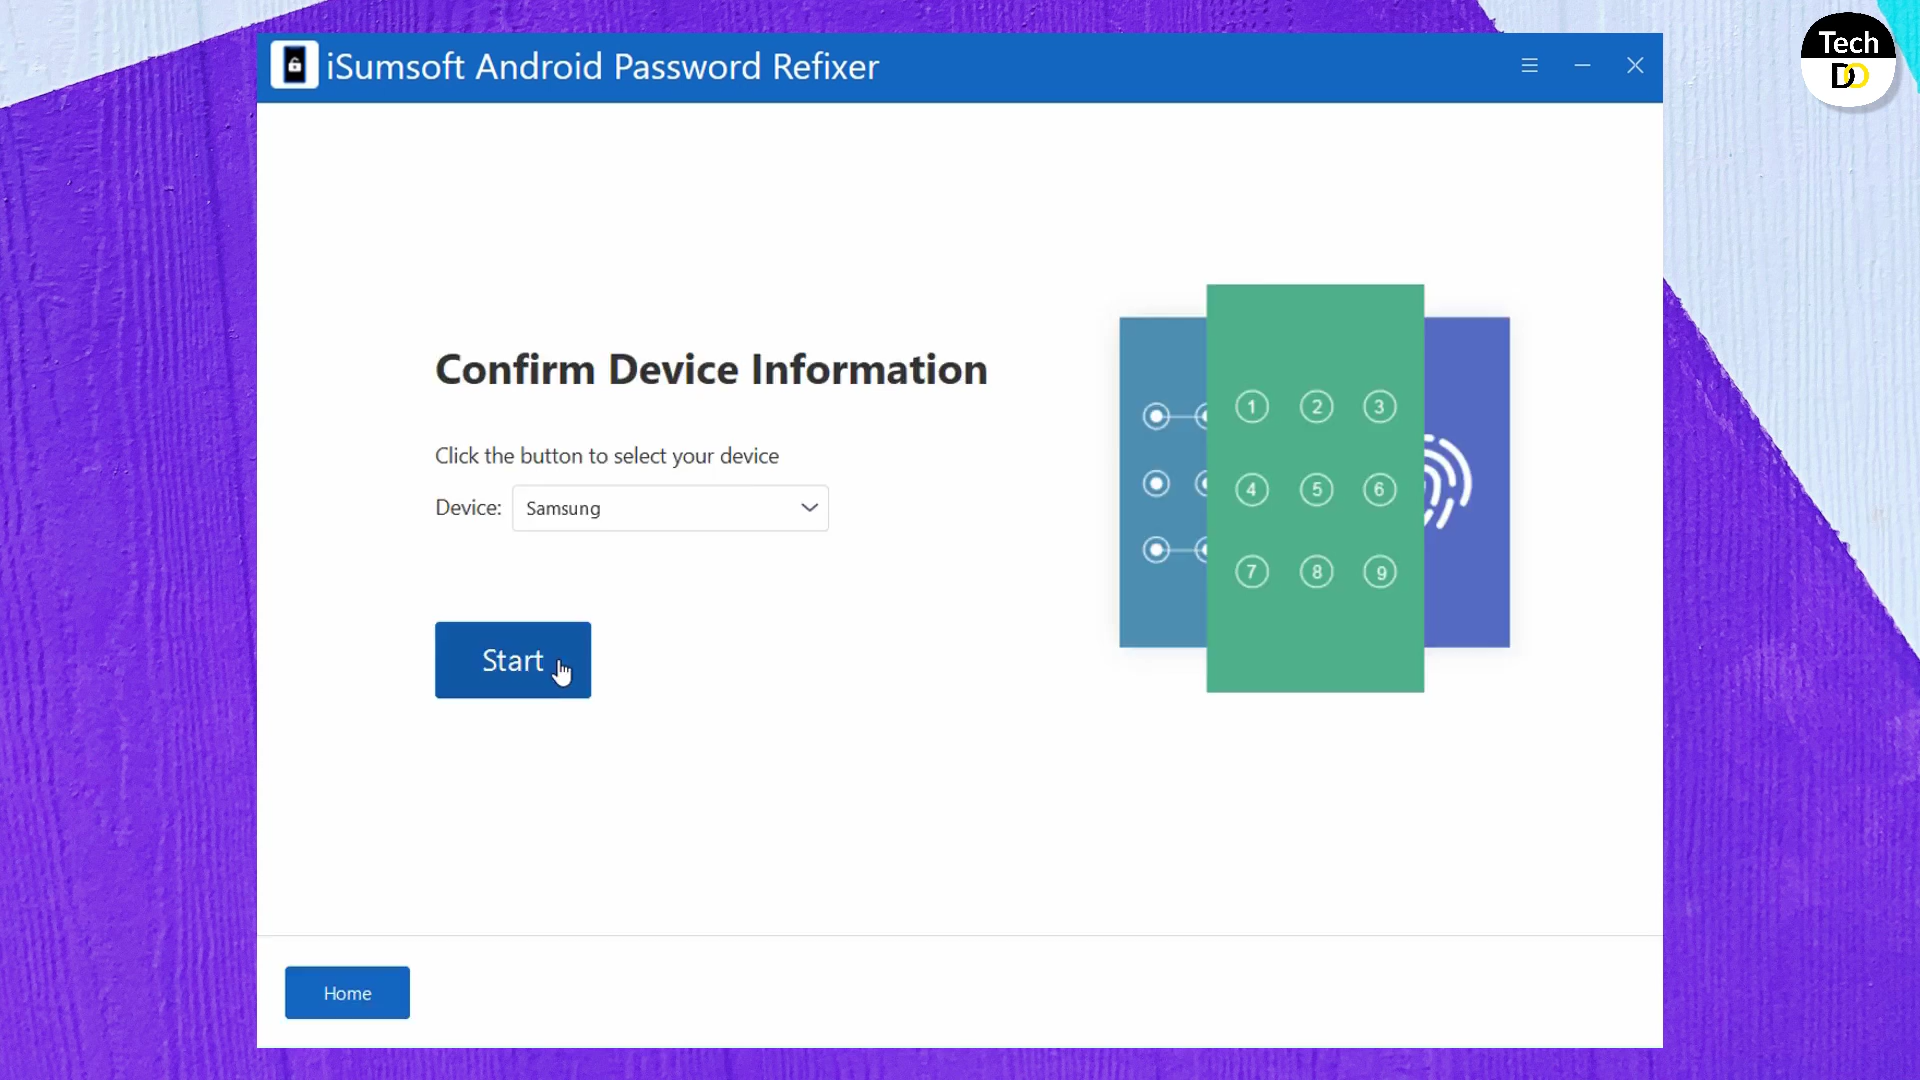 iSumsoft Android Password Refixer
Tech
DO
Confirm Device Information
Click the button to select your device
Device: Samsung
1 2 3
4 5 6
7 8 9
Start
Home